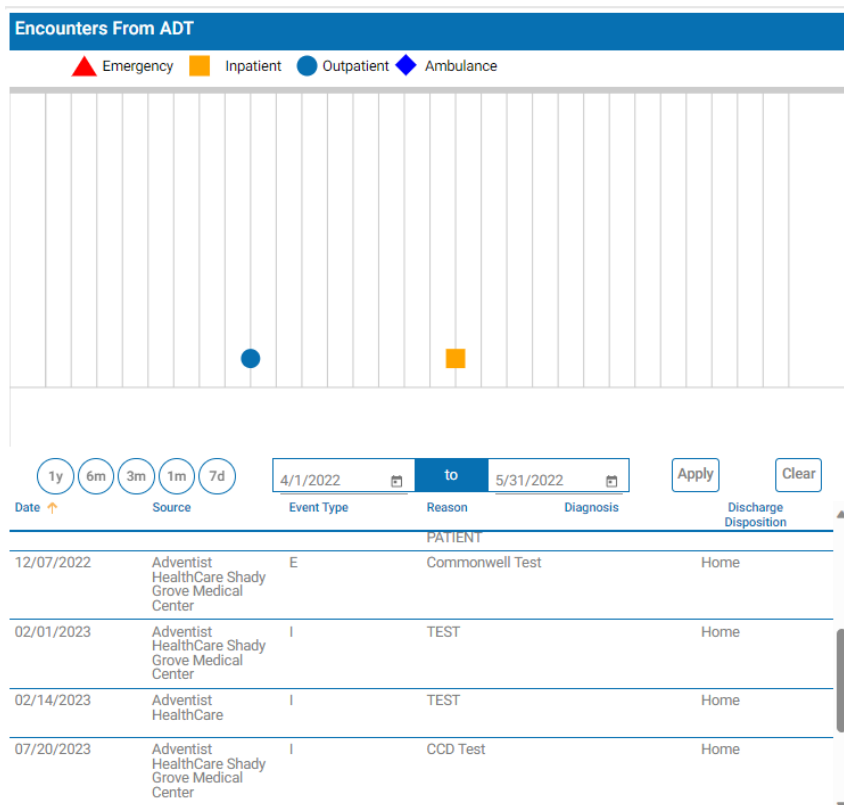 Encounters From ADT
Emergency Inpatient Outpatient Ambulance
1y 6m 3m 1m 7d 4/1/2022 to 5/31/2022 Apply Clear
Date Source Event Type Reason Diagnosis Discharge
Disposition
PATIENT
12/07/2022 Adventist E Commonwell Test Home
HealthCare Shady
Grove Medical
Center
02/01/2023 Adventist I TEST Home
HealthCare Shady
Grove Medical
Center
02/14/2023 Adventist I TEST Home
HealthCare
07/20/2023 Adventist I CCD Test Home
HealthCare Shady
Grove Medical
Center